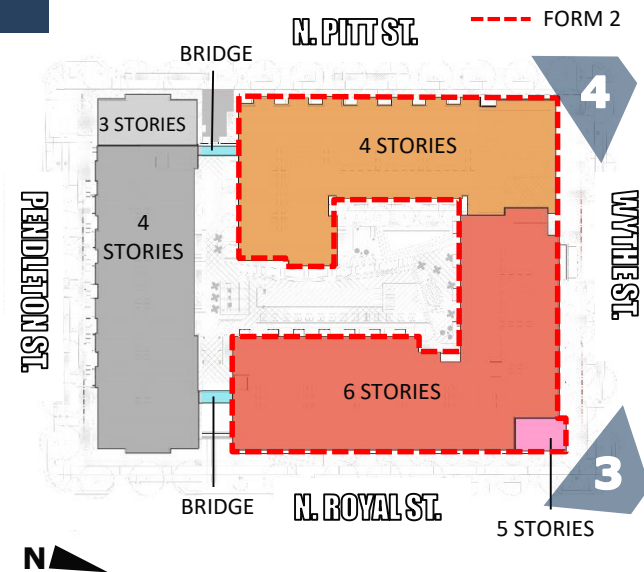 FORM 2
N. PITT ST.
BRIDGE
4
3 STORIES
4 STORIES
4
STORIES
PENDLETON ST.
WYTHE ST.
6 STORIES
3
BRIDGE
N. ROYAL ST.
5 STORIES
N